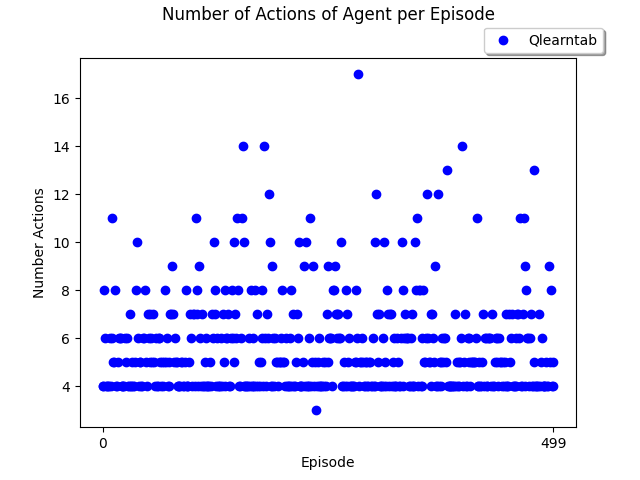 Number of Actions of Agent per Episode
Qlearntab
16
14
12
10
8
6
4
Number Actions
0
499
Episode